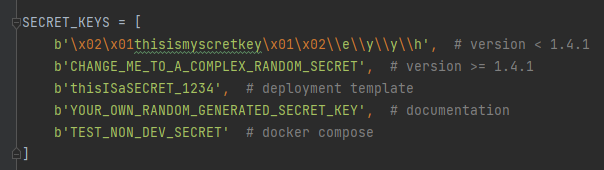 SECRET_KEYS = [
    b'\x02\x01thisismyscretkey\x01\x02\\e\\y\\y\\h',  # version < 1.4.1
    b'CHANGE_ME_TO_A_COMPLEX_RANDOM_SECRET',  # version >= 1.4.1
    b'thisISaSECRET_1234',  # deployment template
    b'YOUR_OWN_RANDOM_GENERATED_SECRET_KEY',  # documentation
    b'TEST_NON_DEV_SECRET'  # docker compose
]